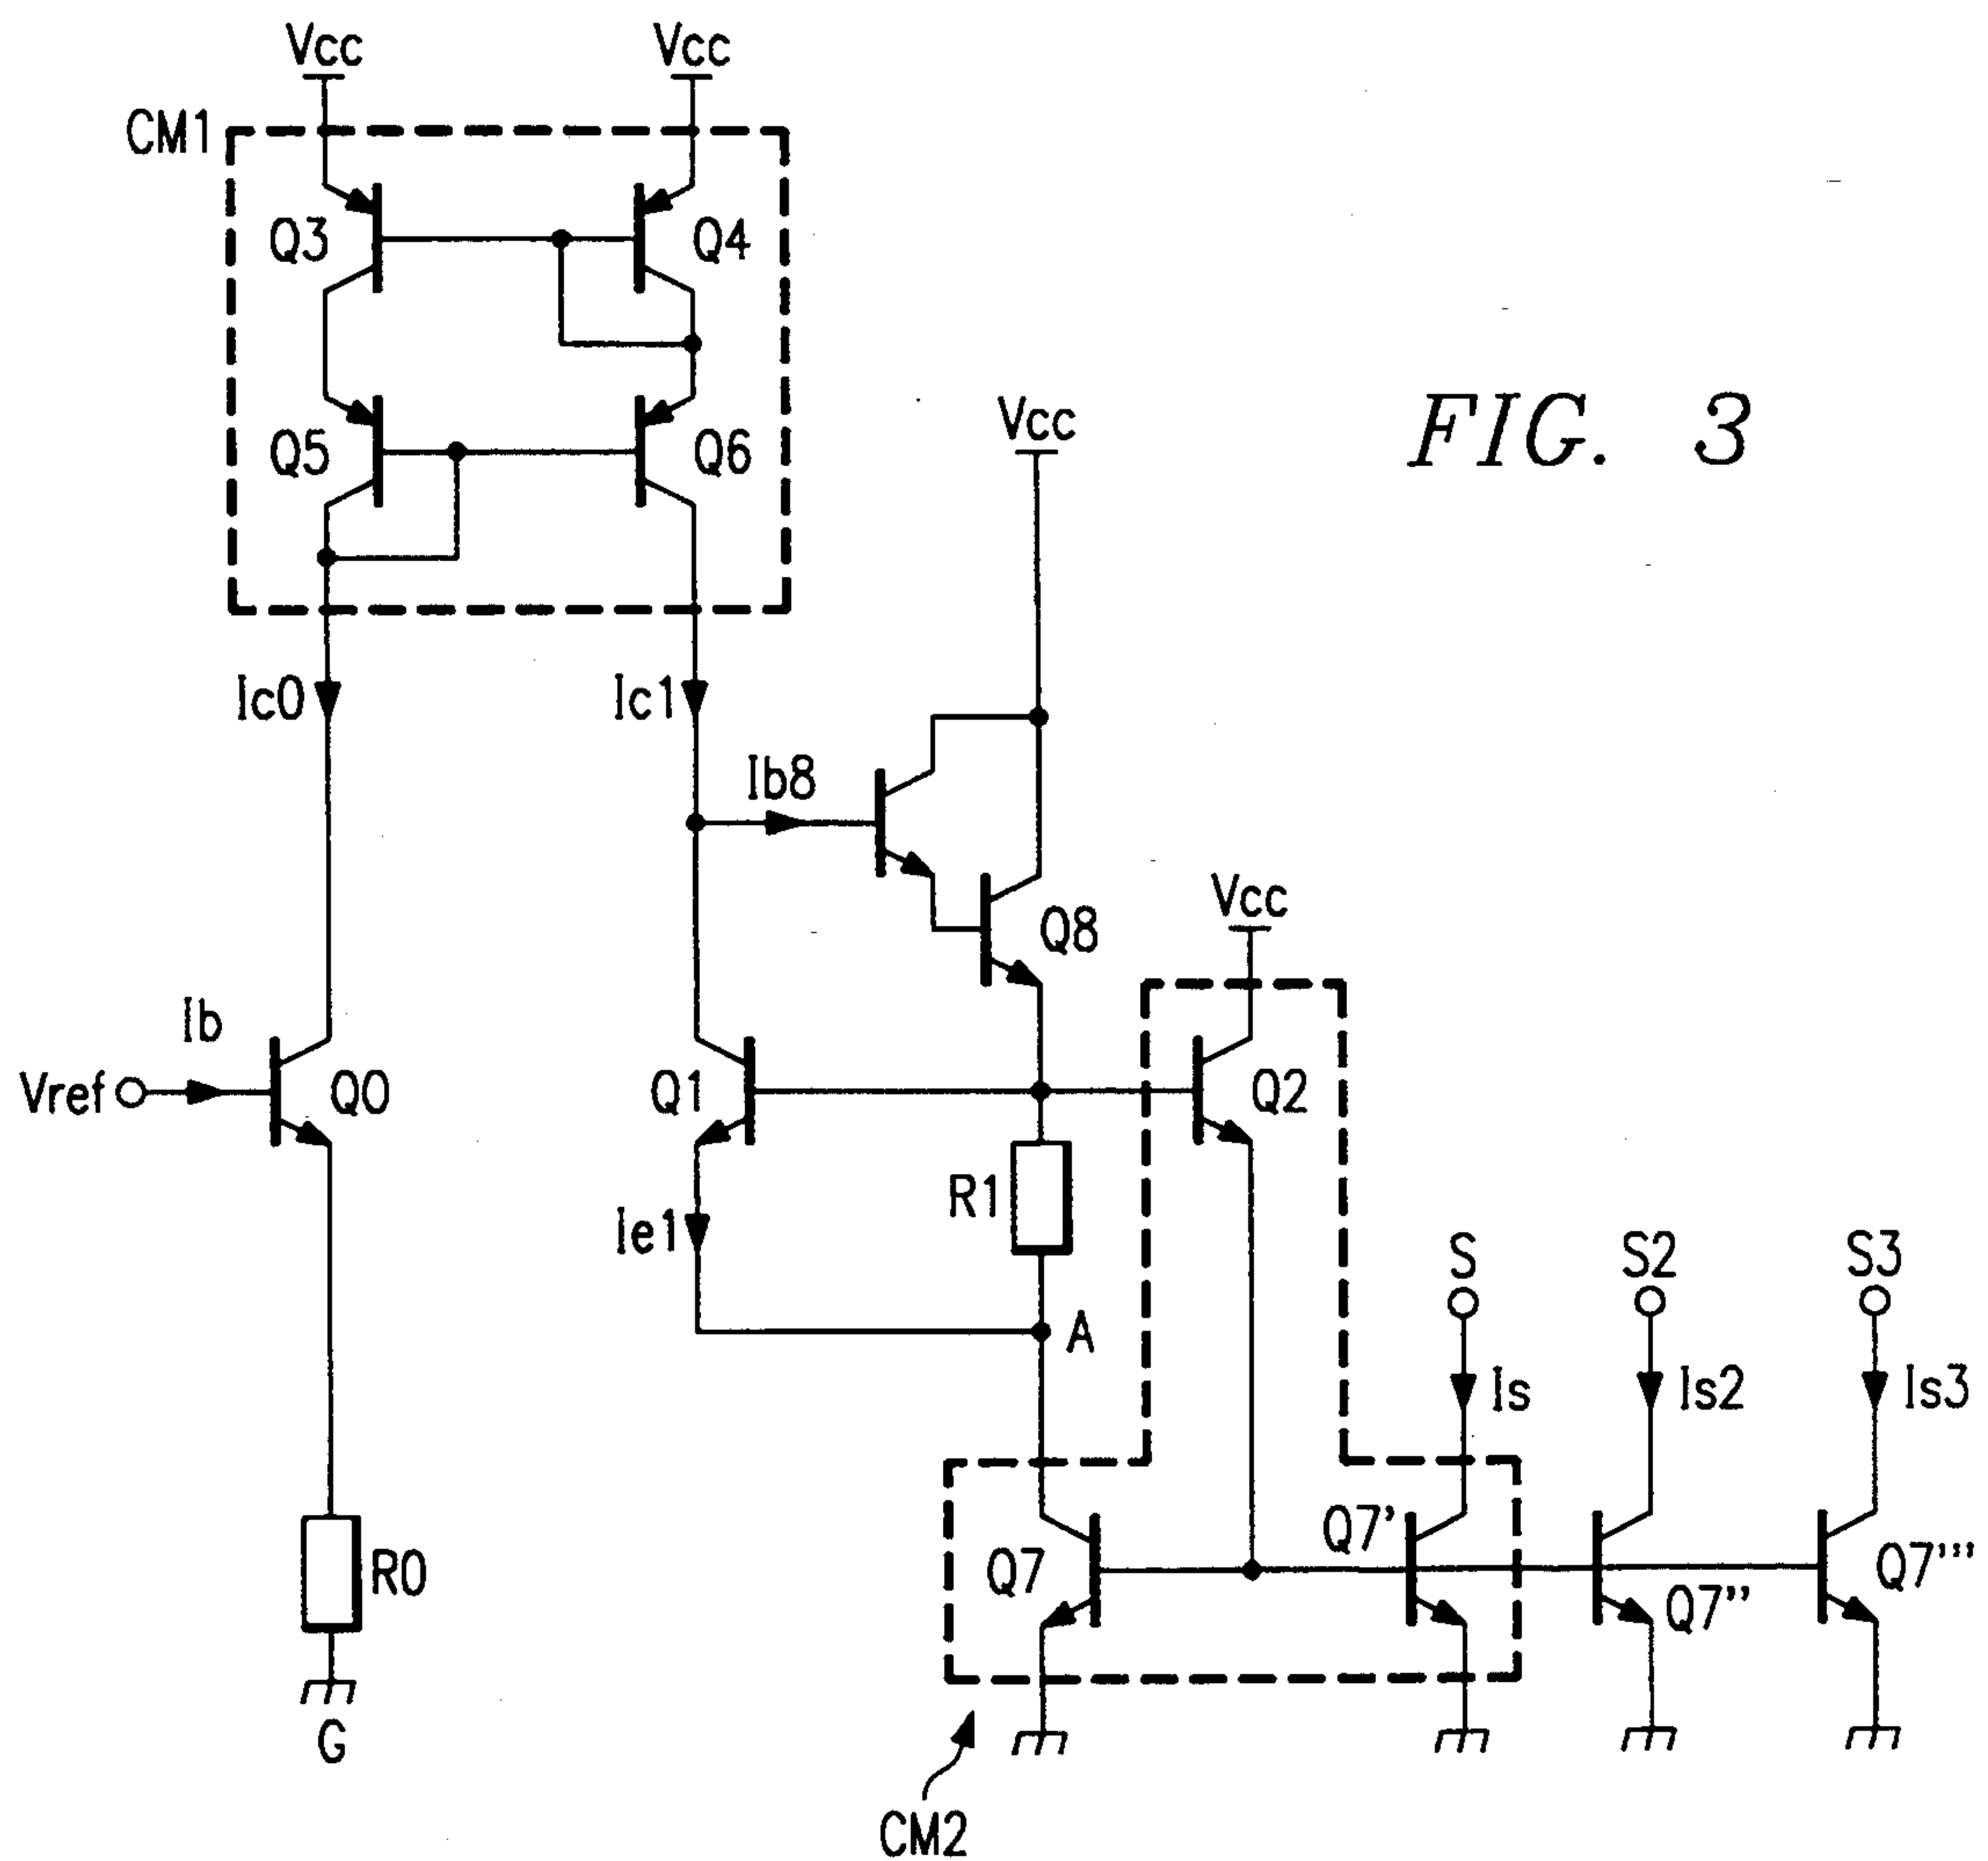 Vcc
Vcc
CM1
Q3
Q4
Q5
Q6
Vcc
FIG. 3
Ic0
Ic1
Ib8
Q8
Vcc
Ib
Vref
Q0
Q1
Q2
R1
Ie1
A
S
S2
S3
Is
Is2
Is3
R0
Q7
Q7'
Q7"
Q7'"
G
CM2